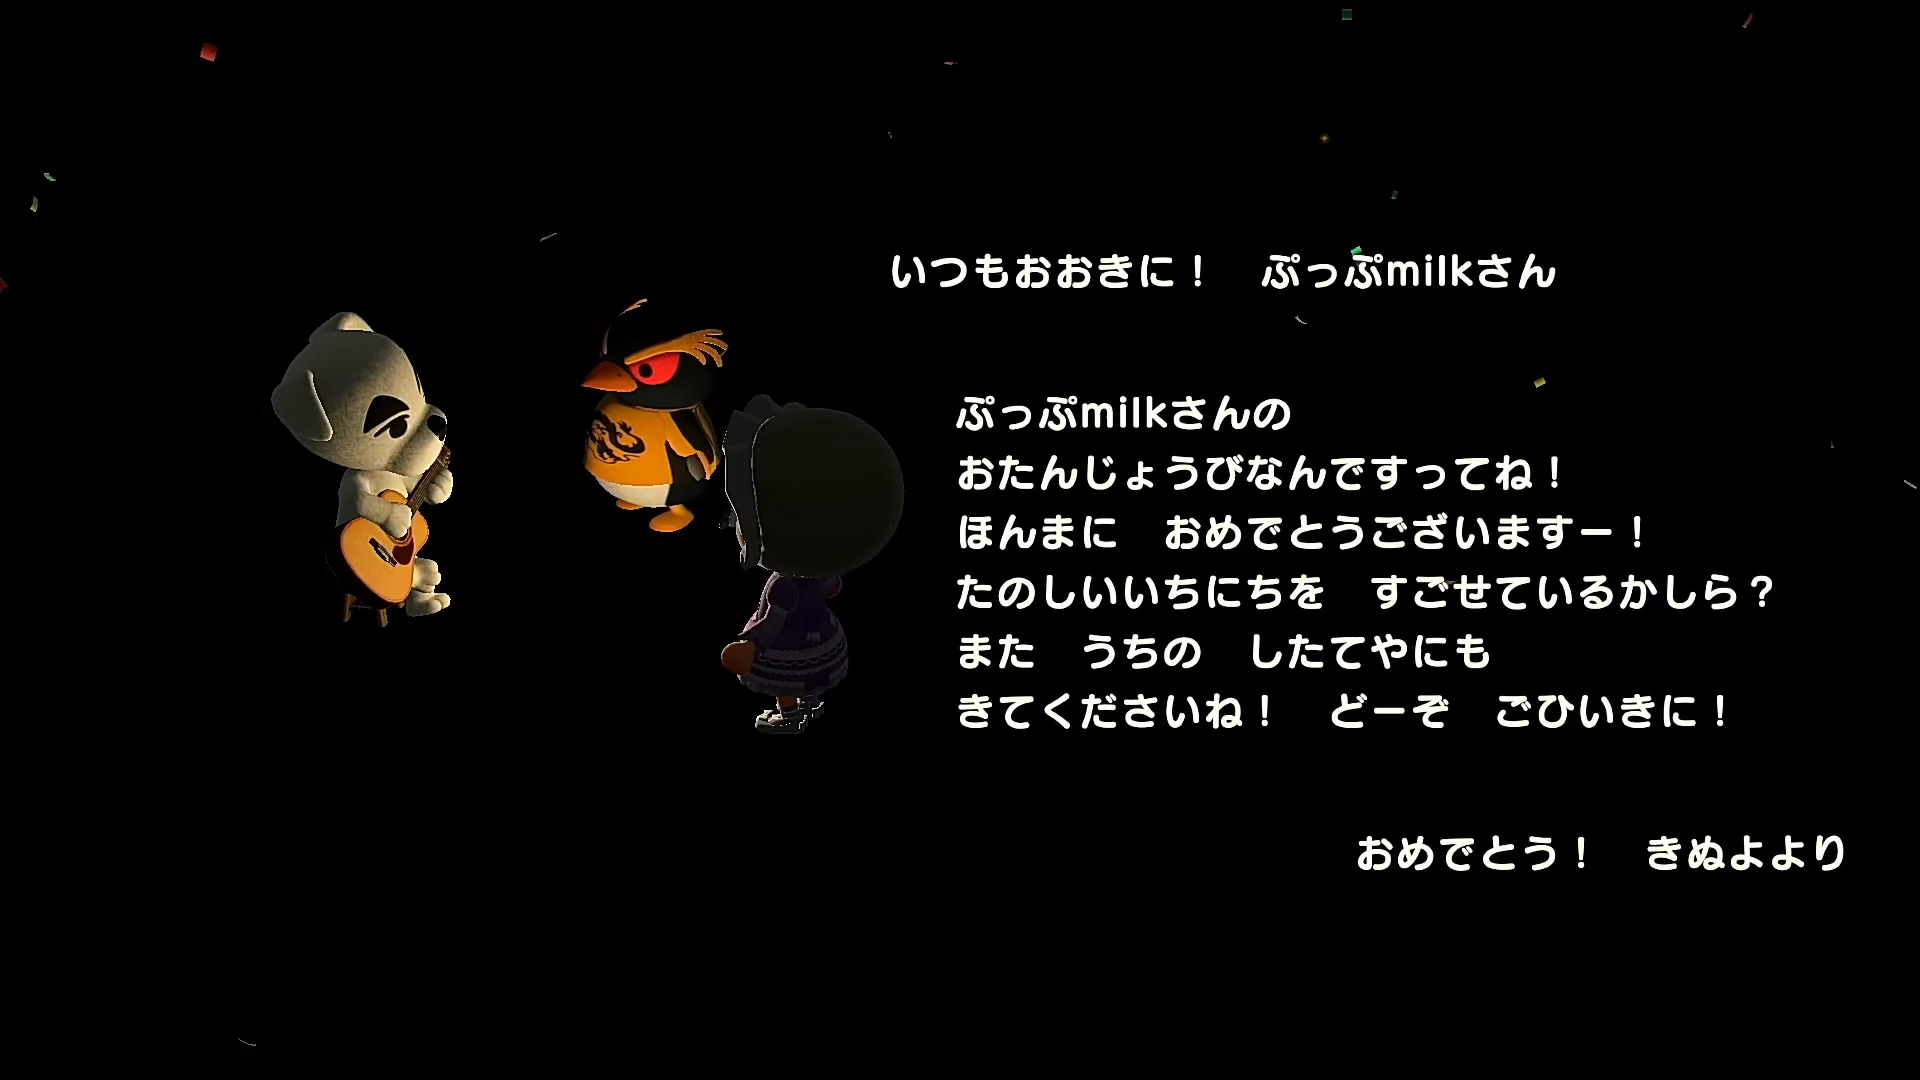 いつもおおきに！　ぷっぷmilkさん
ぷっぷmilkさんの
おたんじょうびなんですってね！
ほんまに　おめでとうございますー！
たのしいいちにちを　すごせているかしら？
また　うちの　したてやにも
きてくださいね！　どーぞ　ごひいきに！
おめでとう！　きぬよより